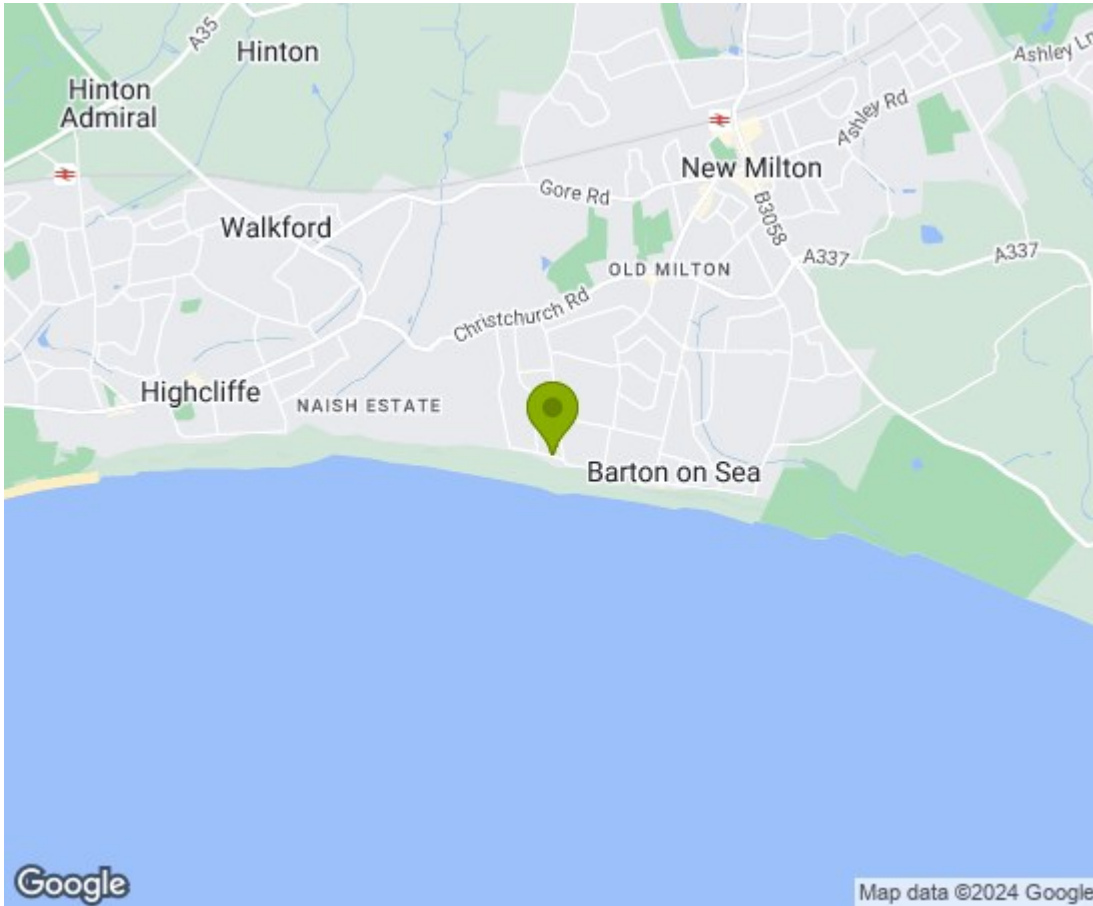 A35
Hinton
Ashley Ln
Hinton
Admiral
Ashley Rd
New Milton
Gore Rd
B3058
Walkford
A337
A337
OLD MILTON
Christchurch Rd
Highcliffe
NAISH ESTATE
Barton on Sea
Google
Map data ©2024 Google